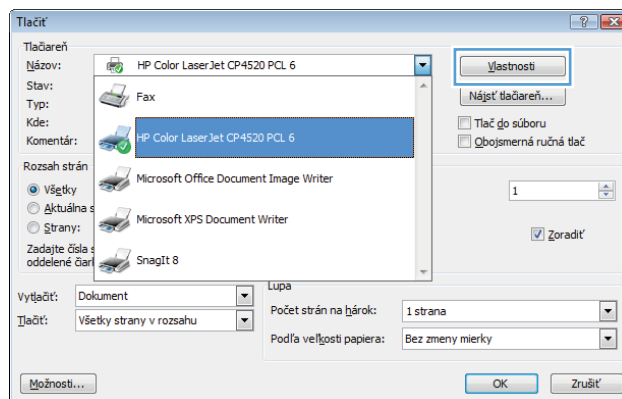 Tlačiť
Tlačiareň
Názov: HP Color LaserJet CP4520 PCL 6 Vlastnosti
Stav:
Fax Nájsť tlačiareň...
Typ:
Kde: Tlač do súboru
Komentár: HP Color LaserJet CP4520 PCL 6 Obojsmerná ručná tlač
Rozsah strán
Microsoft Office Document Image Writer
Všetky 1
Aktuálna s
Microsoft XPS Document Writer
Strany: Zoradiť
Zadajte čísla s
oddelené čiar
SnagIt 8
Lupa
Vytlačiť: Dokument
Počet strán na hárok: 1 strana
Tlačiť: Všetky strany v rozsahu
Podľa veľkosti papiera: Bez zmeny mierky
Možnosti... OK Zrušiť